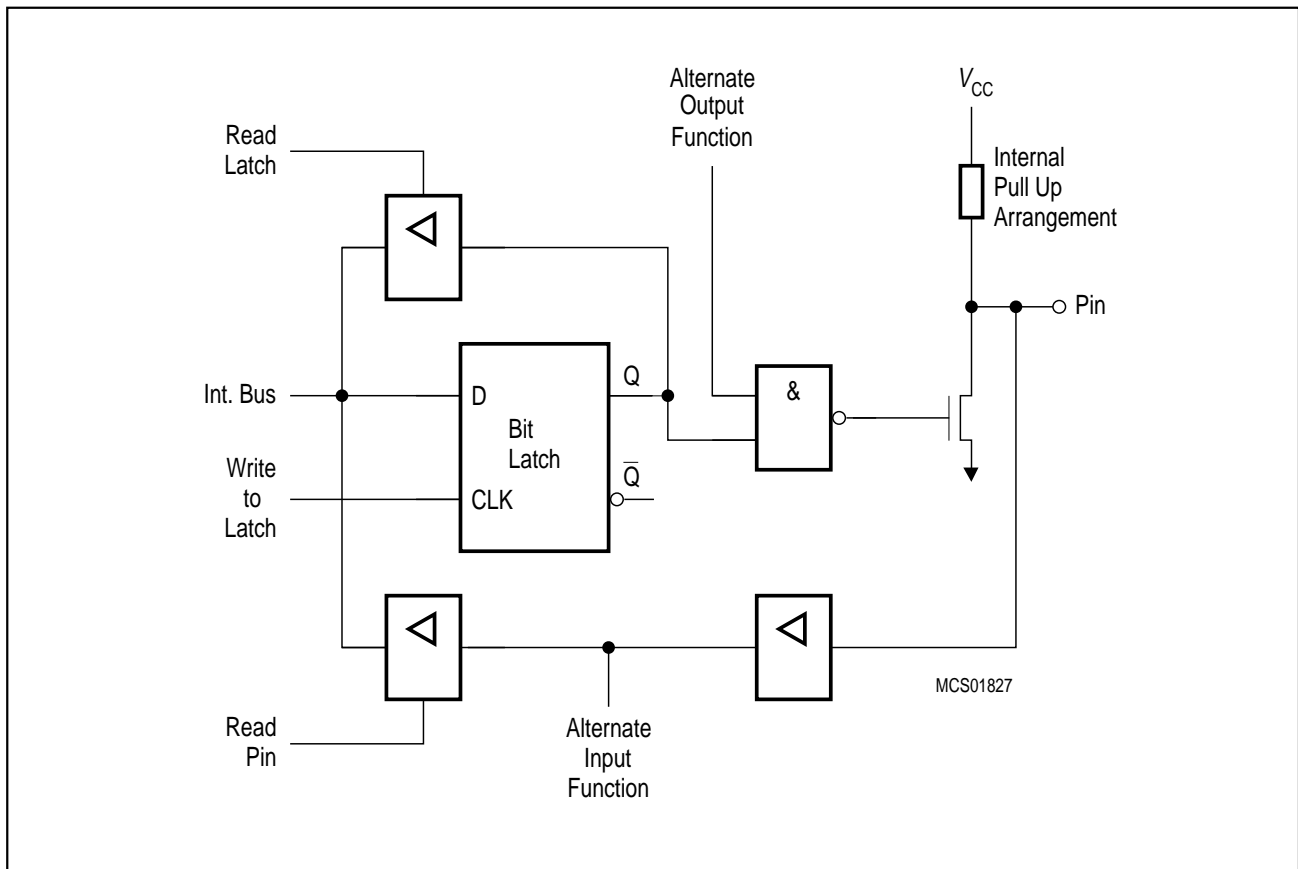 Alternate
Output
Function
V_CC
Read
Latch
Internal
Pull Up
Arrangement
Pin
Int. Bus
D
Q
&
Bit
Latch
Q̅
Write
to
Latch
CLK
MCS01827
Read
Pin
Alternate
Input
Function